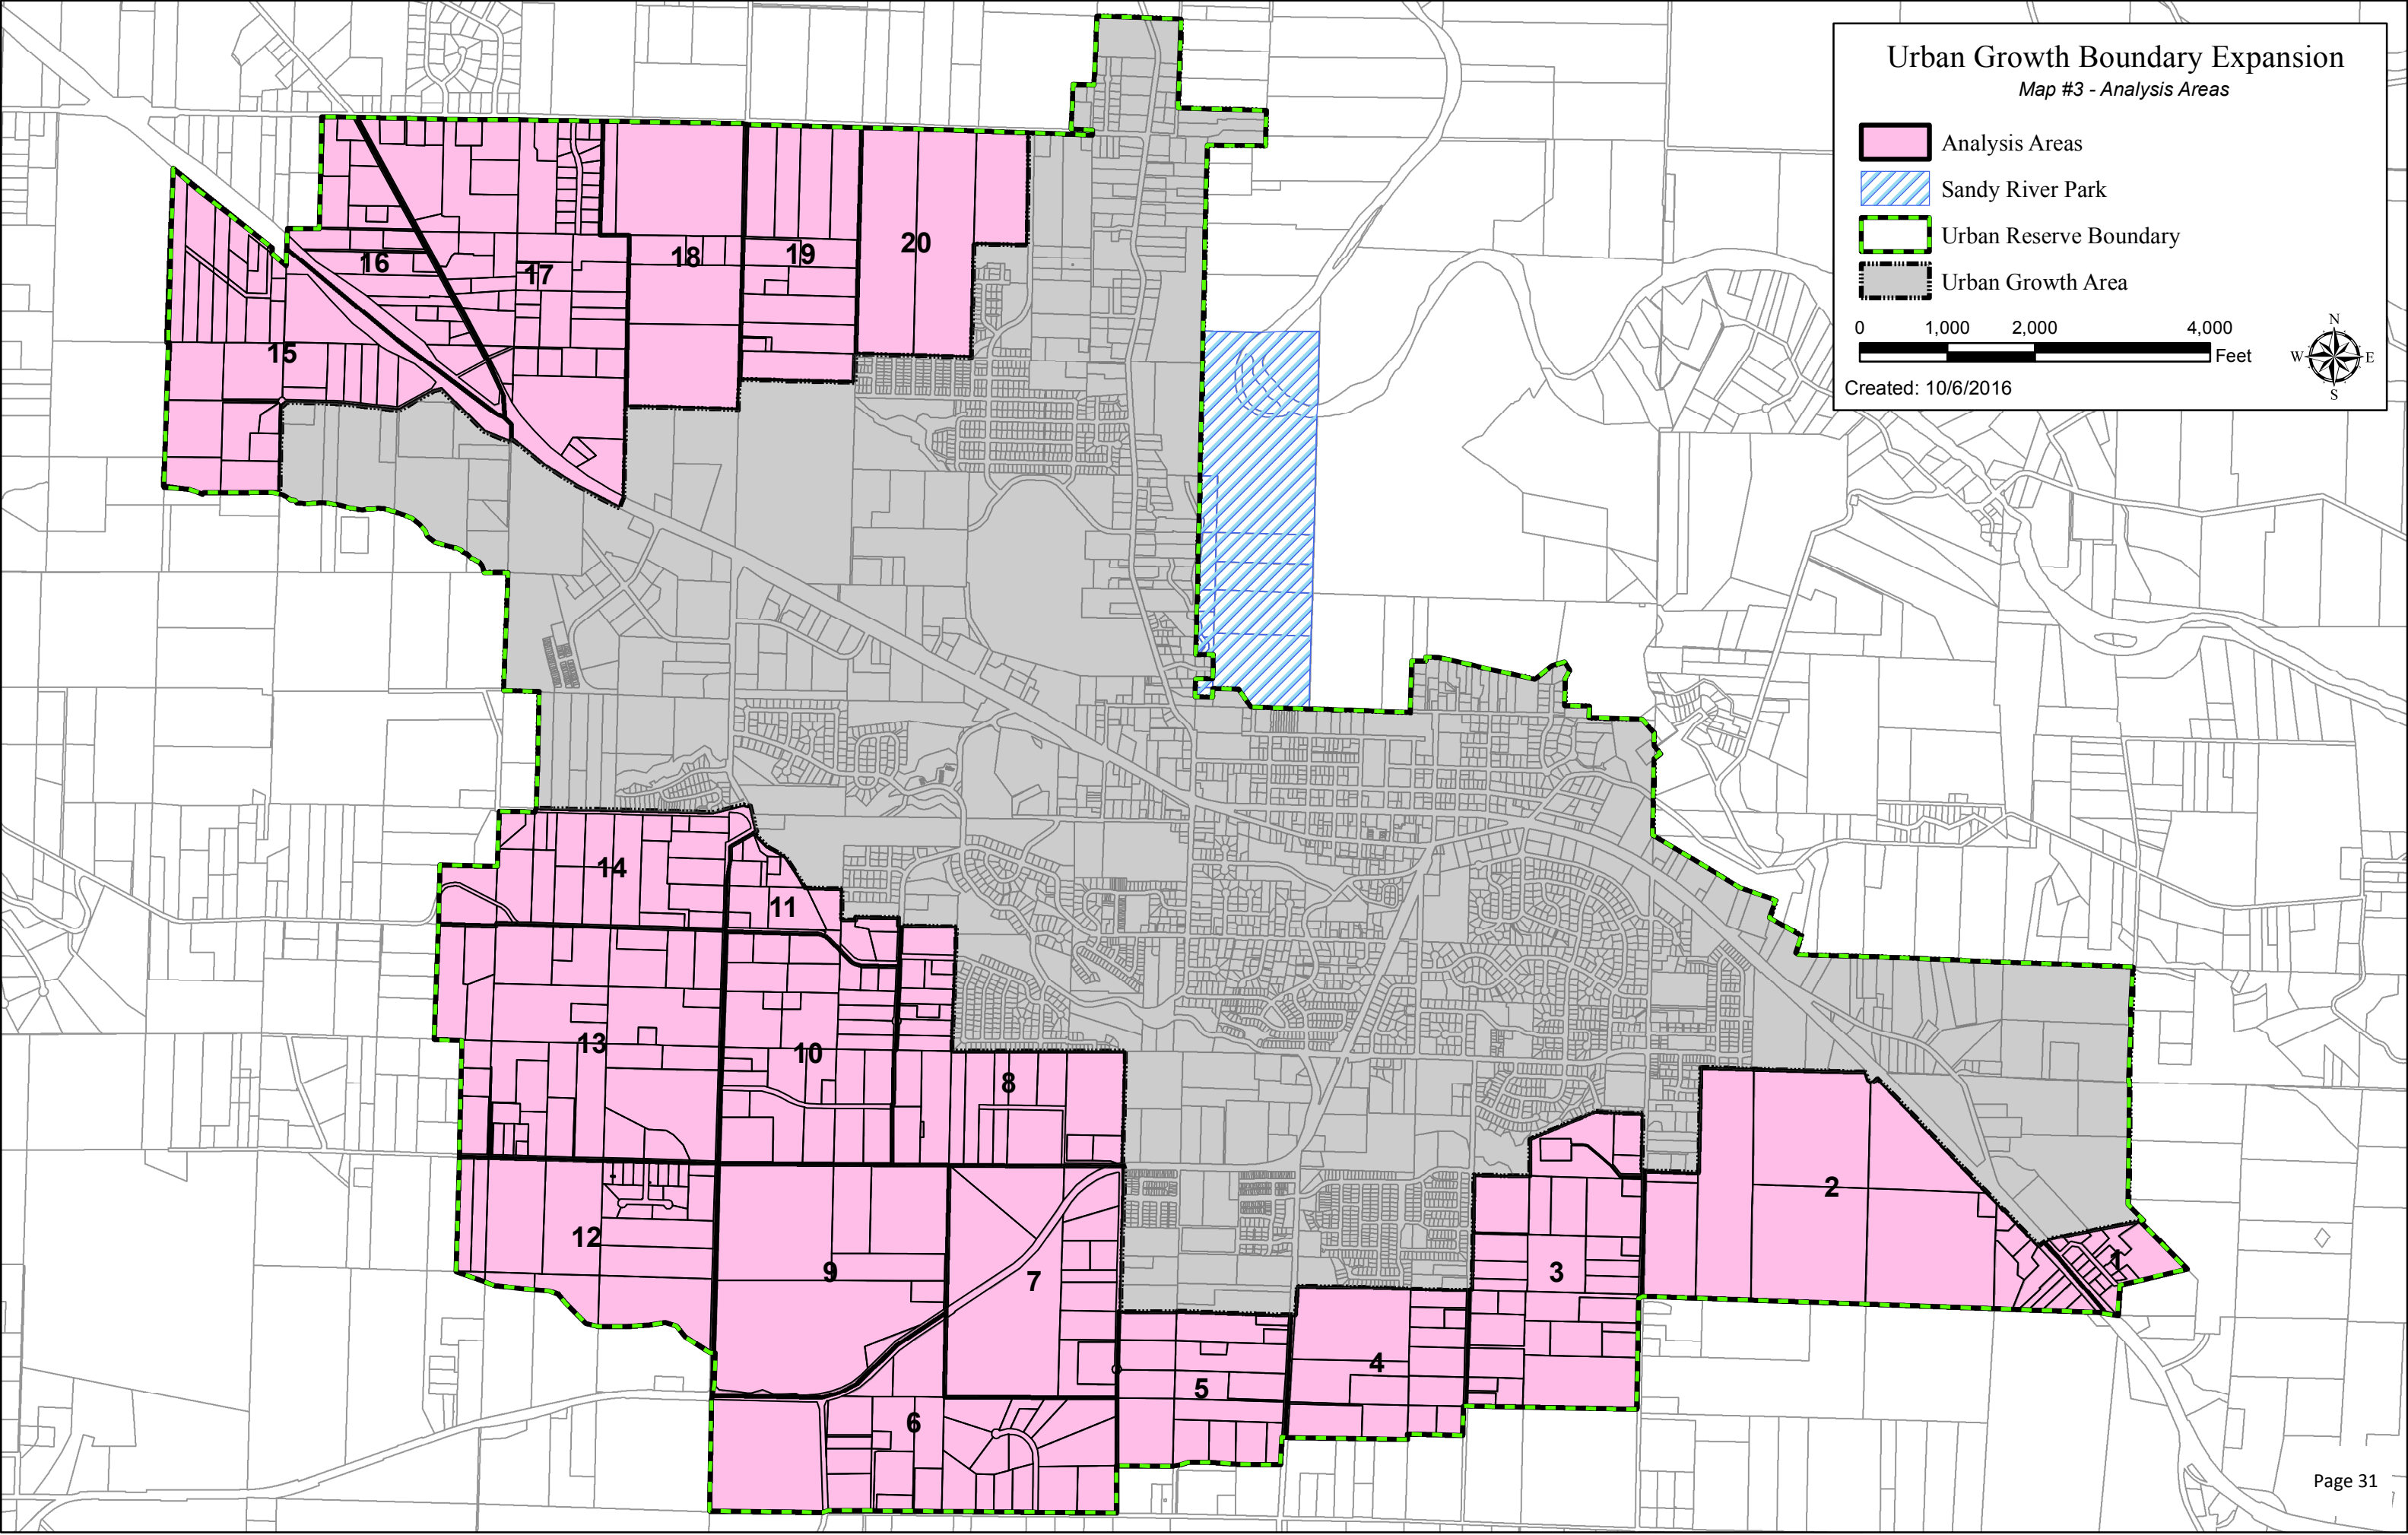 Urban Growth Boundary Expansion
Map #3 - Analysis Areas
Analysis Areas
Sandy River Park
Urban Reserve Boundary
Urban Growth Area
0 1,000 2,000 4,000
Feet
Created: 10/6/2016
N
W E
S
20
19
18
16
17
15
14
11
13
10
8
2
12
9
7
3
1
4
5
6
Page 31